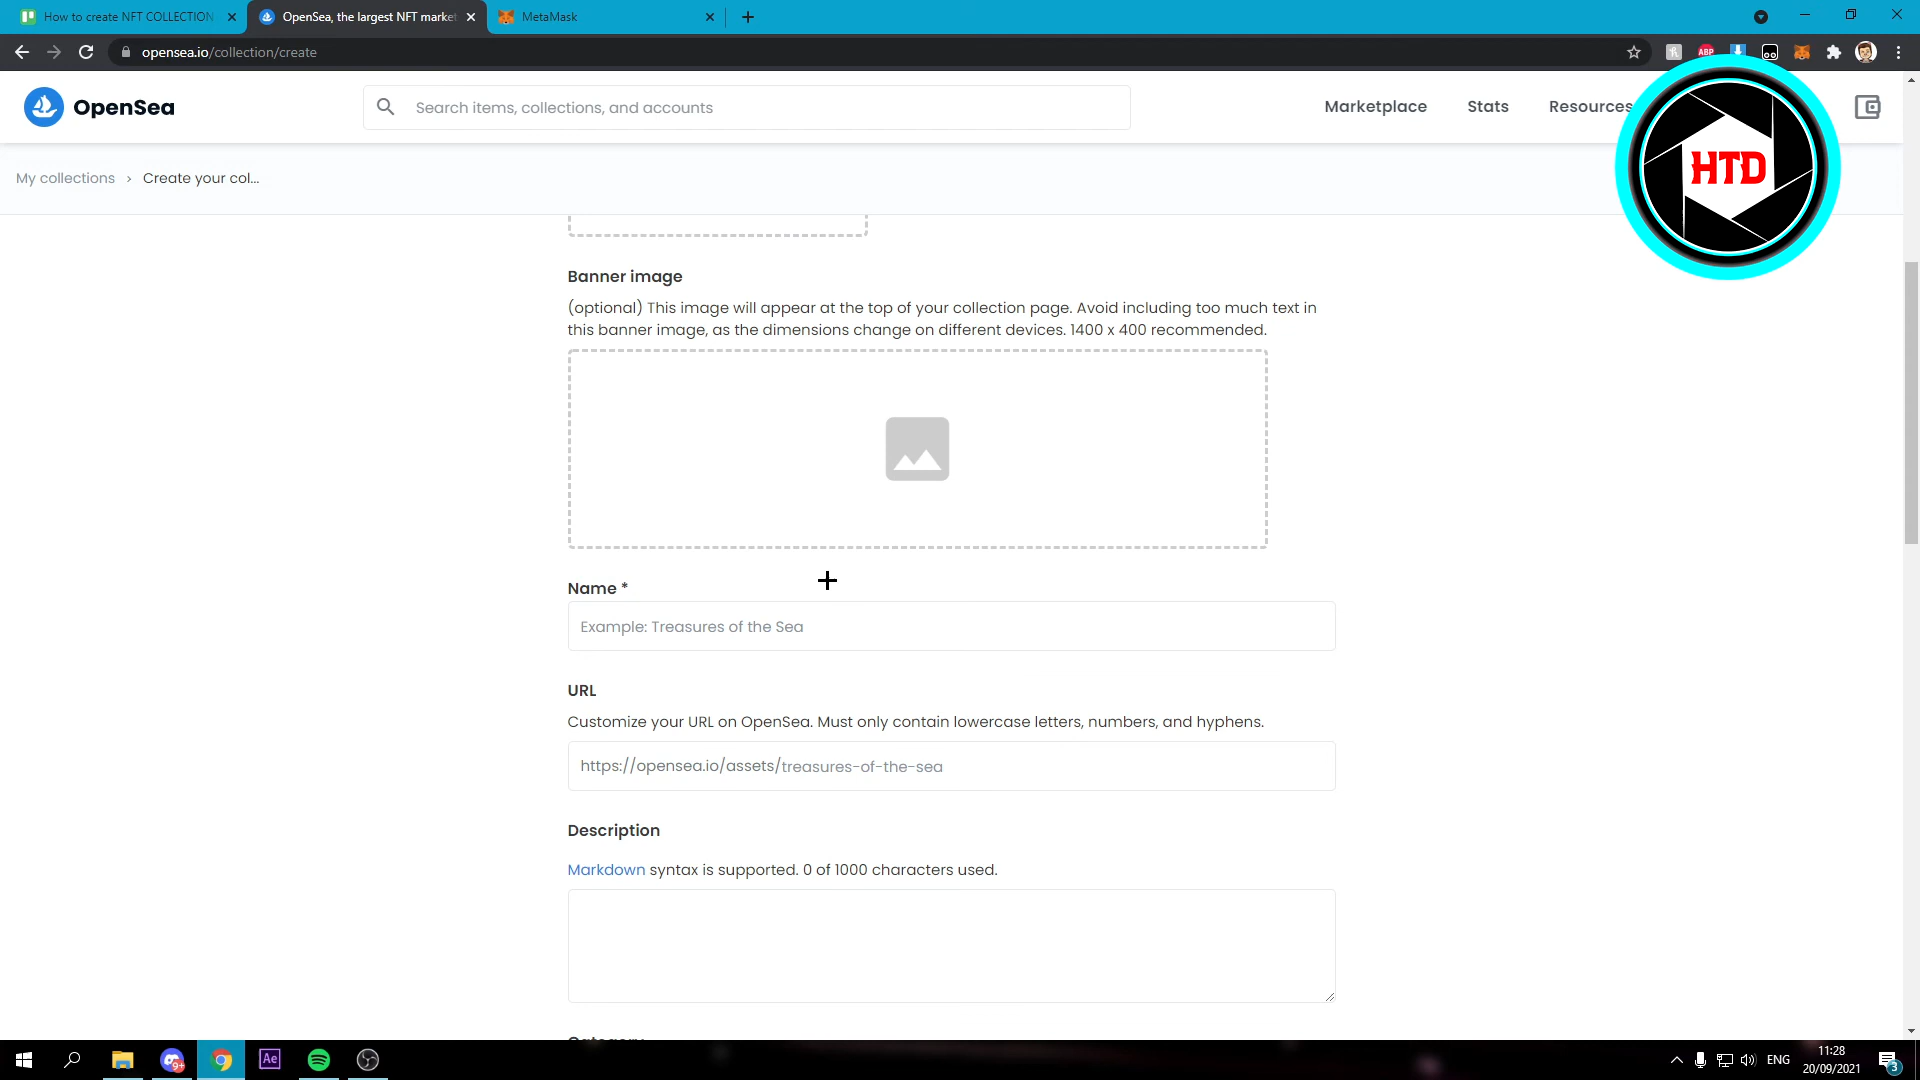 How to create NFT COLLECTION
OpenSea, the largest NFT market
MetaMask
opensea.io/collection/create
ABP
OpenSea
Search items, collections, and accounts
Marketplace
Stats
Resources
HTD
My collections > Create your col...
Banner image
(optional) This image will appear at the top of your collection page. Avoid including too much text in
this banner image, as the dimensions change on different devices. 1400 x 400 recommended.
Name *
Example: Treasures of the Sea
URL
Customize your URL on OpenSea. Must only contain lowercase letters, numbers, and hyphens.
https://opensea.io/assets/treasures-of-the-sea
Description
Markdown syntax is supported. 0 of 1000 characters used.
Category
9+
Ae
ENG
11:28
20/09/2021
3